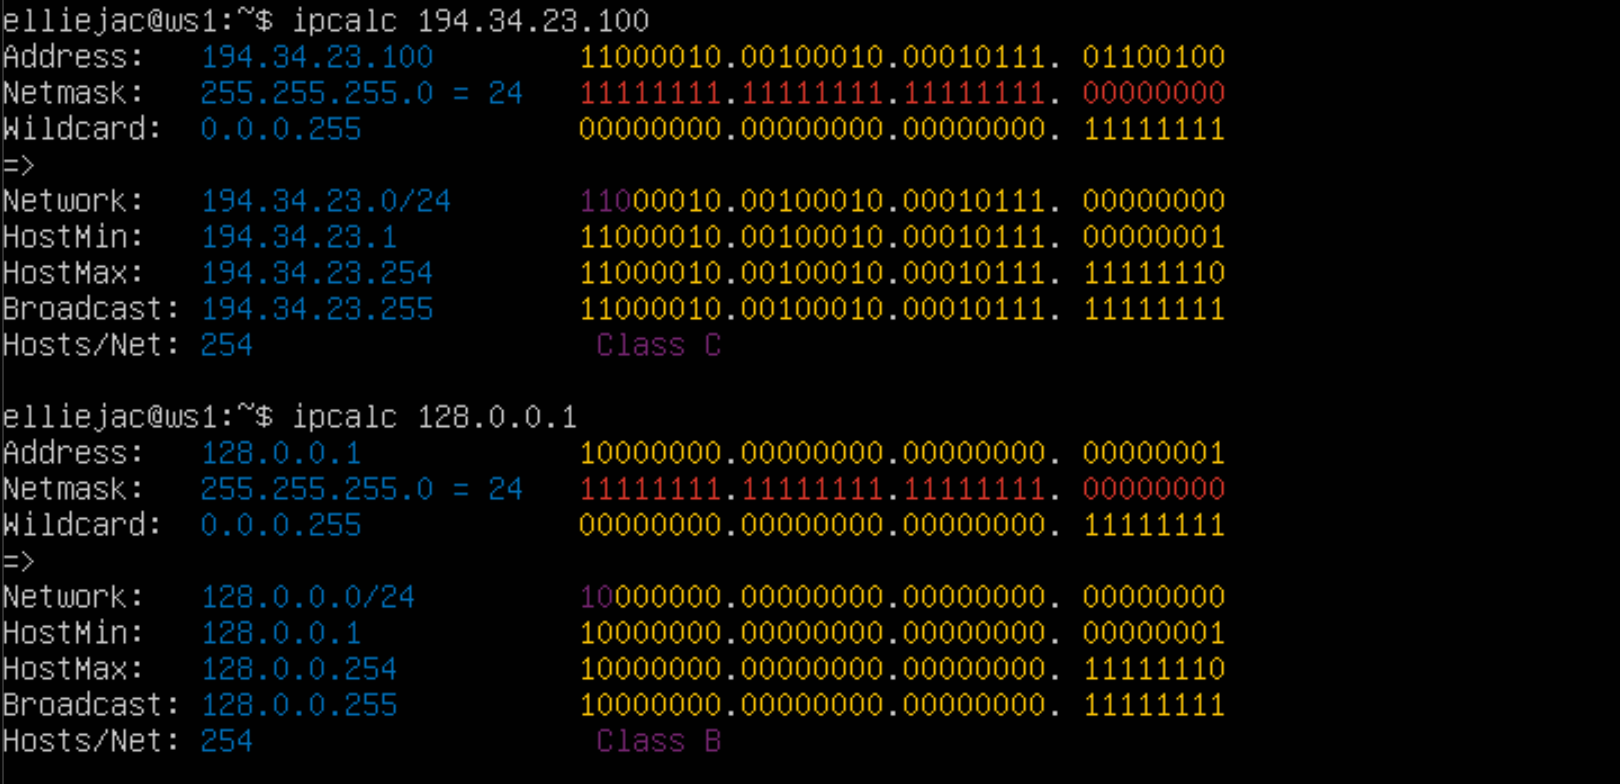 elliejac@ws1:~$ ipcalc 194.34.23.100
Address:   194.34.23.100         11000010.00100010.00010111. 01100100
Netmask:   255.255.255.0 = 24    11111111.11111111.11111111. 00000000
Wildcard:  0.0.0.255             00000000.00000000.00000000. 11111111
=>
Network:   194.34.23.0/24        11000010.00100010.00010111. 00000000
HostMin:   194.34.23.1           11000010.00100010.00010111. 00000001
HostMax:   194.34.23.254         11000010.00100010.00010111. 11111110
Broadcast: 194.34.23.255         11000010.00100010.00010111. 11111111
Hosts/Net: 254                    Class C
elliejac@ws1:~$ ipcalc 128.0.0.1
Address:   128.0.0.1             10000000.00000000.00000000. 00000001
Netmask:   255.255.255.0 = 24    11111111.11111111.11111111. 00000000
Wildcard:  0.0.0.255             00000000.00000000.00000000. 11111111
=>
Network:   128.0.0.0/24          10000000.00000000.00000000. 00000000
HostMin:   128.0.0.1             10000000.00000000.00000000. 00000001
HostMax:   128.0.0.254           10000000.00000000.00000000. 11111110
Broadcast: 128.0.0.255           10000000.00000000.00000000. 11111111
Hosts/Net: 254                    Class B